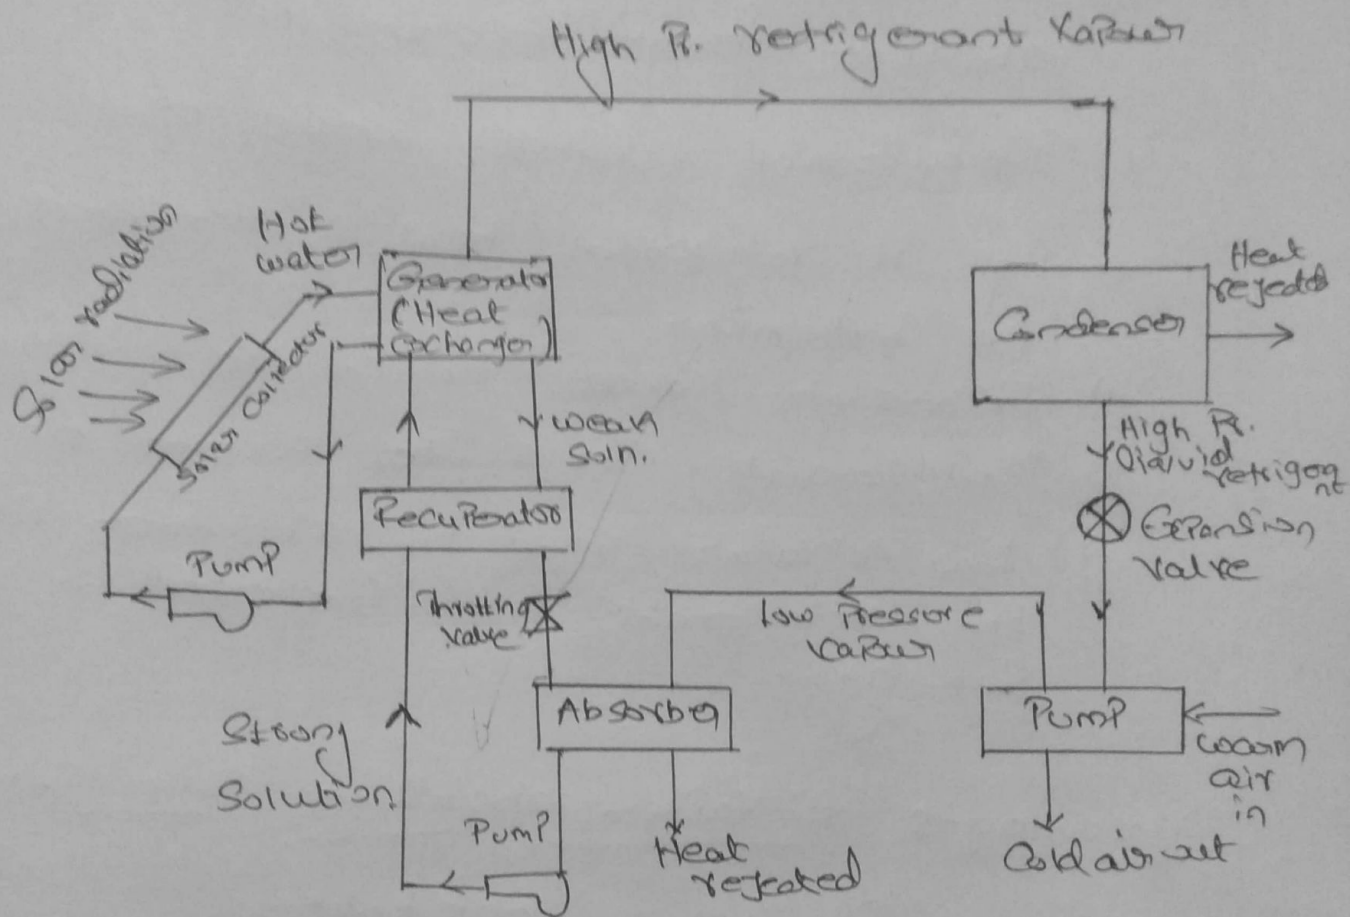 High Pr. refrigerant Vapour
Solar radiation
Hot
water
Generator
(Heat
Exchanger)
Solar Collector
Condenser
Heat
rejected
weak
Soln.
High Pr.
refrigerant
Recuperator
Expansion
valve
Pump
Throttling
valve
Low Pressure
Vapour
Absorber
Pump
warm
air
in
Strong
Solution
Pump
Heat
rejected
Cold air out